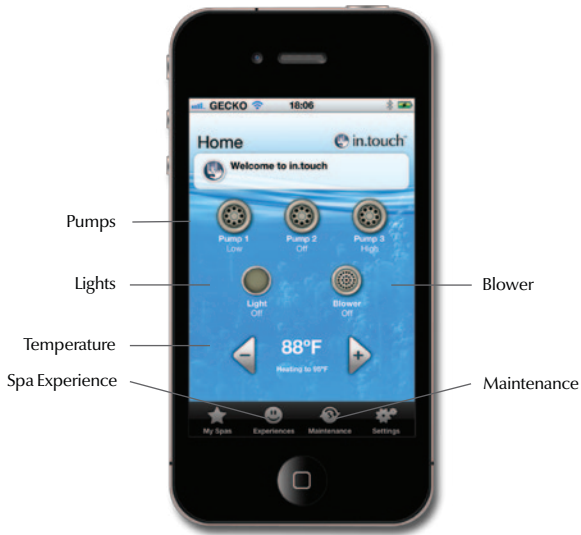 GECKO 18:06
Home in.touch™
Welcome to in.touch
Pumps
Pump 1 Pump 2 Pump 3
Low Off High
Lights
Blower
Light Blower
Off Off
Temperature
88°F
Heating to 95°F
Spa Experience
Maintenance
My Spas Experiences Maintenance Settings